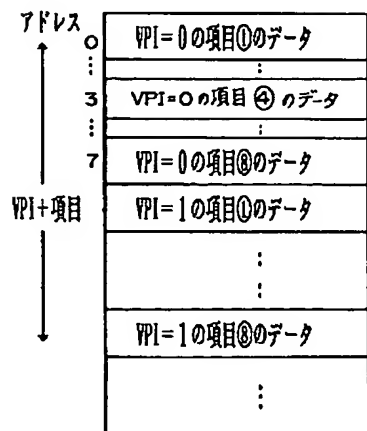 アドレス
0 VPI=0の項目①のデータ
⋮ ⋮
3 VPI=0の項目④のデータ
⋮ ⋮
7 VPI=0の項目⑧のデータ
VPI+項目 VPI=1の項目①のデータ
⋮
⋮
VPI=1の項目⑧のデータ
⋮